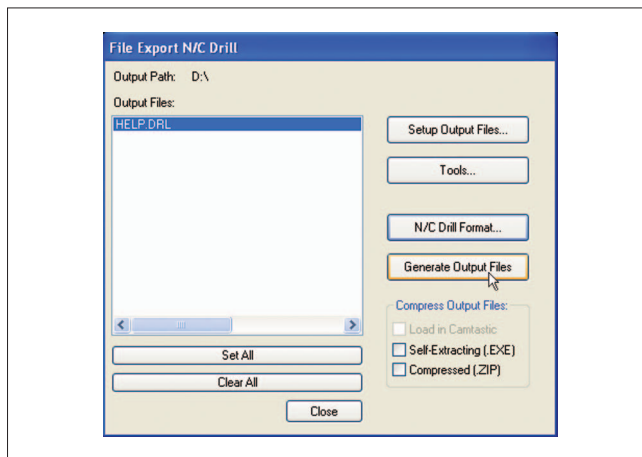 File Export N/C Drill
Output Path: D:\
Output Files:
HELP.DRL
Setup Output Files...
Tools...
N/C Drill Format...
Generate Output Files
Compress Output Files:
Load in Camtastic
Self-Extracting (.EXE)
Compressed (.ZIP)
Set All
Clear All
Close